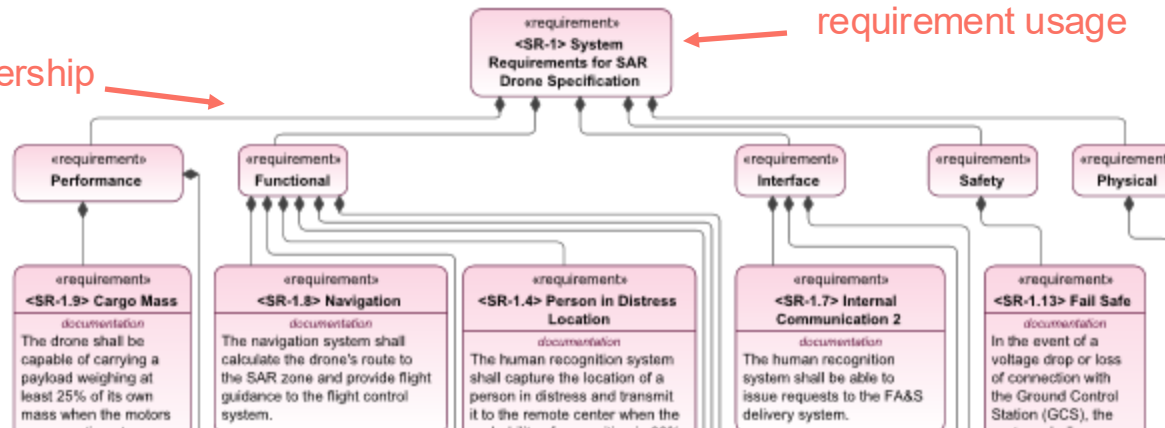 requirement usage
ership
«requirement»
<SR-1> System
Requirements for SAR
Drone Specification
«requirement»
Performance
«requirement»
Functional
«requirement»
Interface
«requirement»
Safety
«requirement
Physical
«requirement»
<SR-1.9> Cargo Mass
documentation
The drone shall be
capable of carrying a
payload weighing at
least 25% of its own
mass when the motors
«requirement»
<SR-1.8> Navigation
documentation
The navigation system shall
calculate the drone's route to
the SAR zone and provide flight
guidance to the flight control
system.
«requirement»
<SR-1.4> Person in Distress
Location
documentation
The human recognition system
shall capture the location of a
person in distress and transmit
it to the remote center when the
«requirement»
<SR-1.7> Internal
Communication 2
documentation
The human recognition
system shall be able to
issue requests to the FA&S
delivery system.
«requirement»
<SR-1.13> Fail Safe
documentation
In the event of a
voltage drop or loss
of connection with
the Ground Control
Station (GCS), the